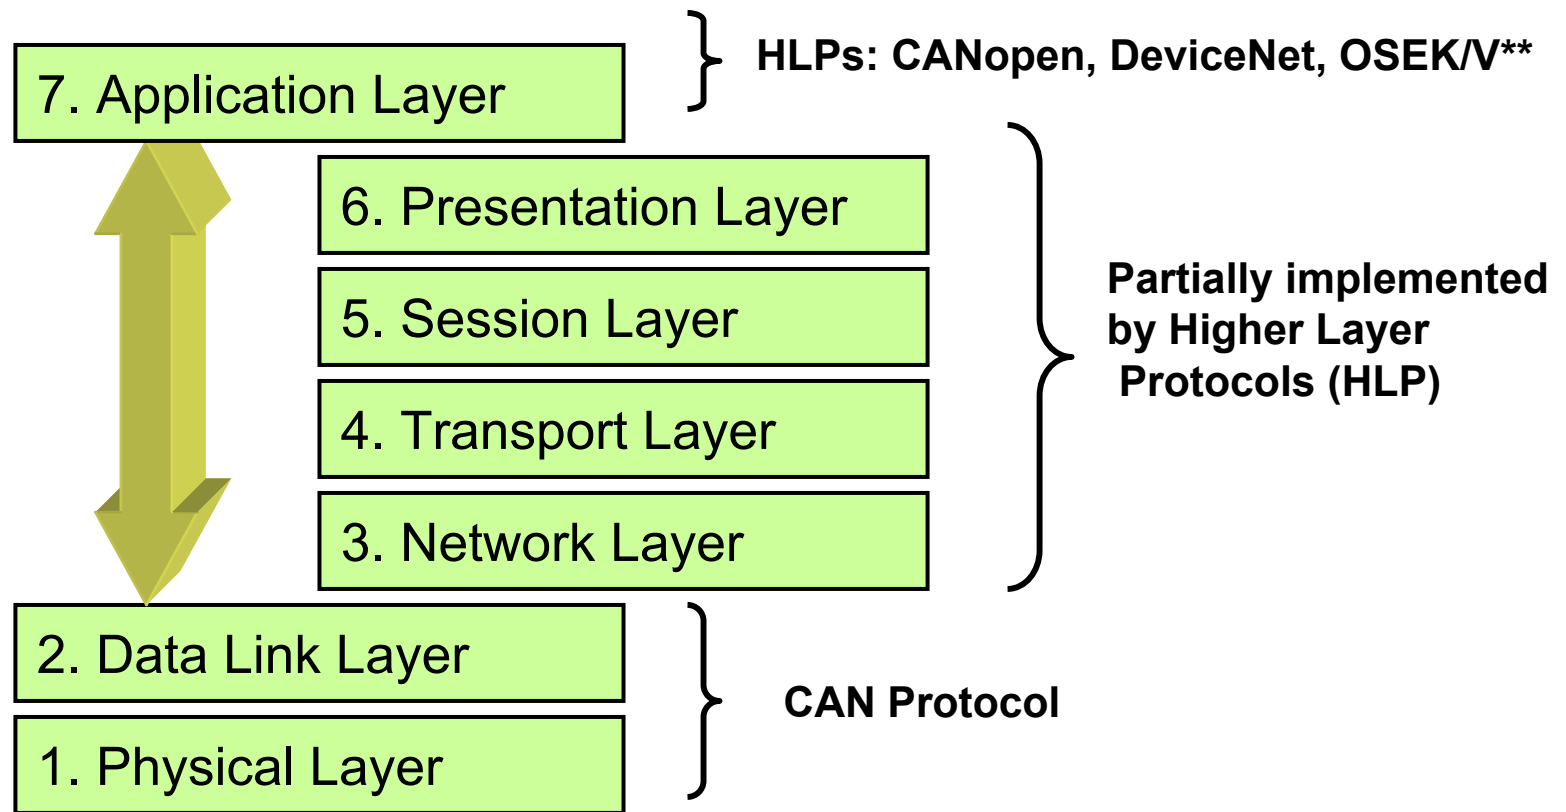 HLPs: CANopen, DeviceNet, OSEK/V**
7. Application Layer
6. Presentation Layer
5. Session Layer
4. Transport Layer
3. Network Layer
Partially implemented
by Higher Layer
Protocols (HLP)
2. Data Link Layer
1. Physical Layer
CAN Protocol